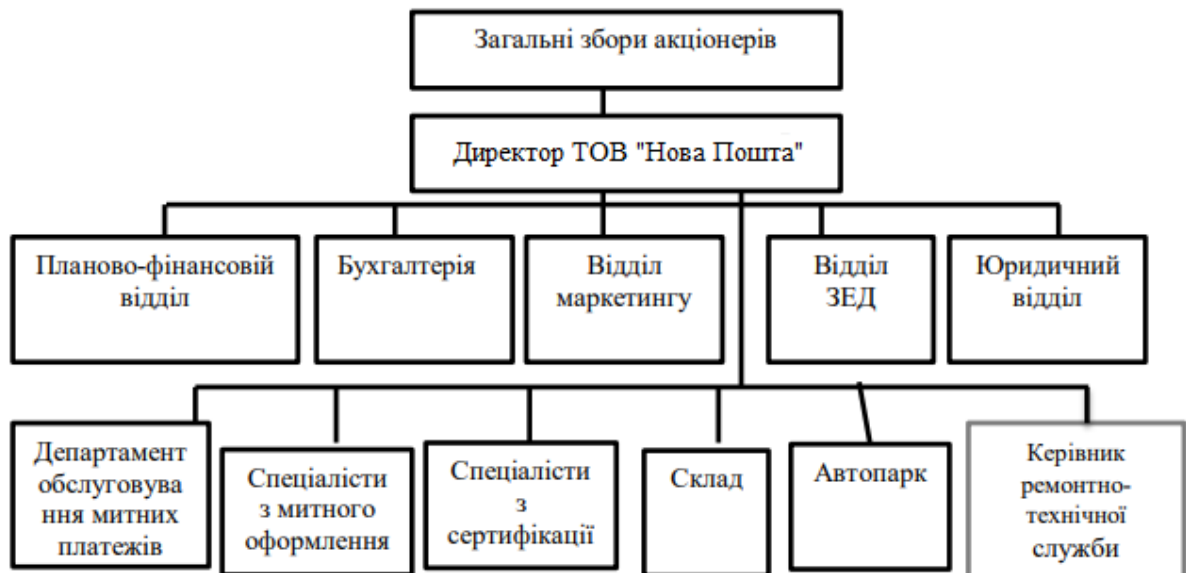 Загальні збори акціонерів
Директор ТОВ "Нова Пошта"
Планово-фінансовій
відділ
Бухгалтерія
Відділ
маркетингу
Відділ
ЗЕД
Юридичний
відділ
Департамент
обслуговува
ння митних
платежів
Спеціалісти
з митного
оформлення
Спеціалісти
з
сертифікації
Склад
Автопарк
Керівник
ремонтно-
технічної
служби